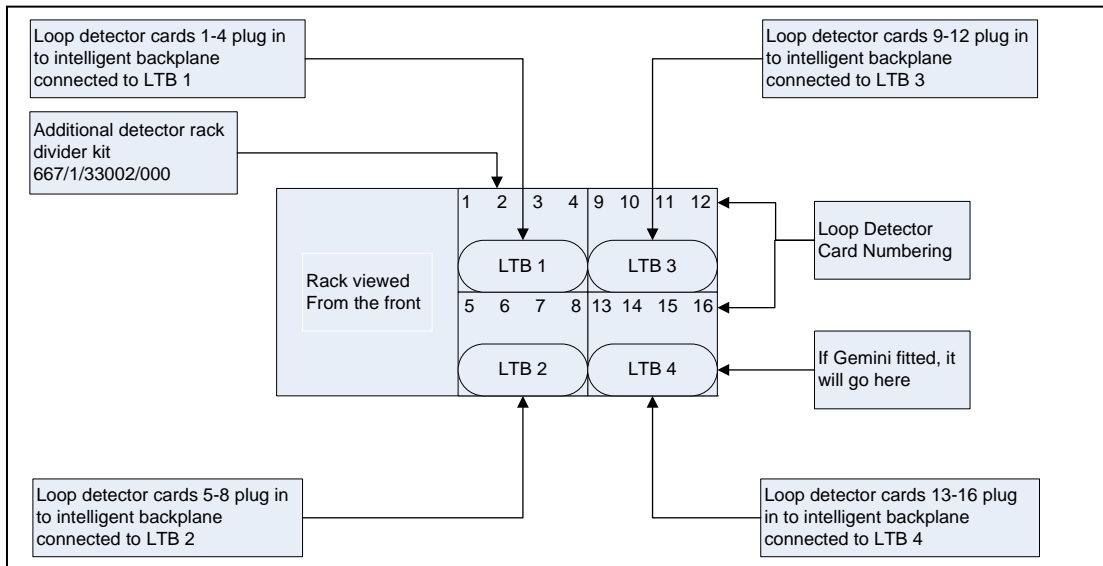 Loop detector cards 1-4 plug in
to intelligent backplane
connected to LTB 1
Loop detector cards 9-12 plug in
to intelligent backplane
connected to LTB 3
Additional detector rack
divider kit
667/1/33002/000
1 2 3 4 9 10 11 12
Loop Detector
Card Numbering
LTB 1 LTB 3
Rack viewed
From the front
5 6 7 8 13 14 15 16
LTB 2 LTB 4
If Gemini fitted, it
will go here
Loop detector cards 5-8 plug in
to intelligent backplane
connected to LTB 2
Loop detector cards 13-16 plug
in to intelligent backplane
connected to LTB 4